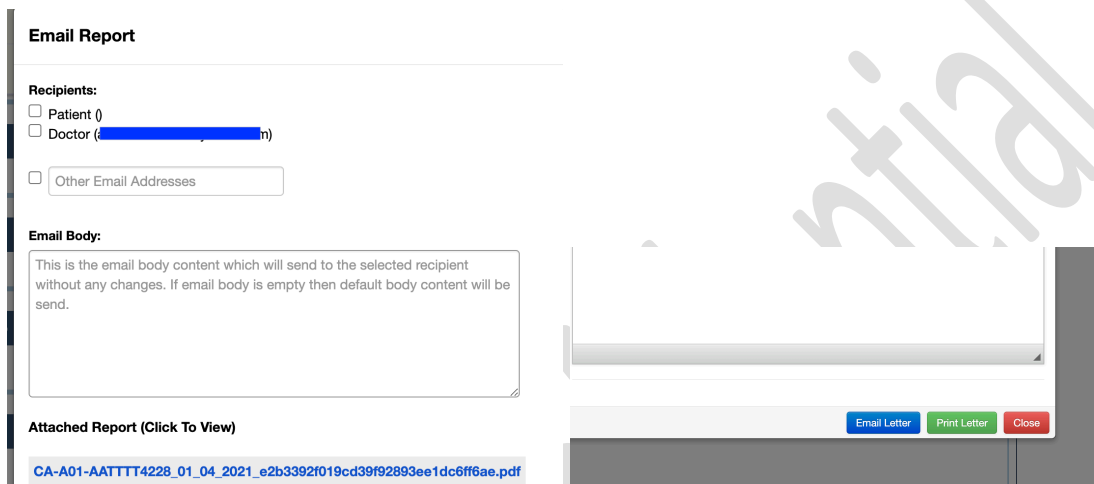 Email Report
Recipients:
Patient ()
Doctor ( )
Other Email Addresses
Email Body:
This is the email body content which will send to the selected recipient
without any changes. If email body is empty then default body content will be
send.
Attached Report (Click To View)
CA-A01-AATTTT4228_01_04_2021_e2b3392f019cd39f92893ee1dc6ff6ae.pdf
ntial
Email Letter
Print Letter
Close